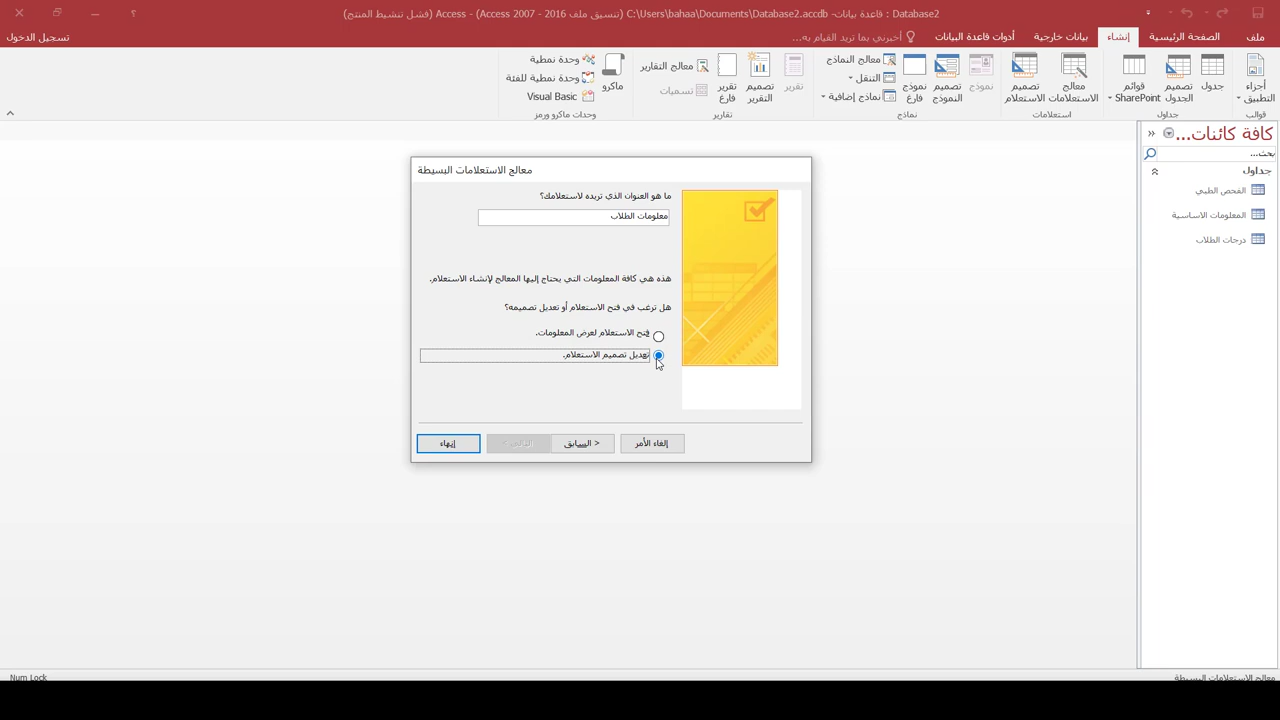 Database2 : قاعدة بيانات- C:\Users\bahaa\Documents\Database2.accdb (تنسيق ملف Access 2007 - 2016) - Access (فشل تنشيط المنتج)
ملف
الصفحة الرئيسية
إنشاء
بيانات خارجية
أدوات قاعدة البيانات
أخبرني بما تريد القيام به...
تسجيل الدخول
أجزاء التطبيق
جدول
تصميم الجدول
قوائم SharePoint
معالج الاستعلامات
تصميم الاستعلام
نموذج
تصميم النموذج
نموذج فارغ
معالج النماذج
التنقل
نماذج إضافية
تقرير
تصميم التقرير
تقرير فارغ
معالج التقارير
تسميات
ماكرو
وحدة نمطية
وحدة نمطية للفئة
Visual Basic
قوالب
جداول
استعلامات
نماذج
تقارير
وحدات ماكرو ورمز
كافة كائنات...
بحث...
جداول
الفحص الطبي
المعلومات الاساسية
درجات الطلاب
معالج الاستعلامات البسيطة
ما هو العنوان الذي تريده لاستعلامك؟
معلومات الطلاب
هذه هي كافة المعلومات التي يحتاج إليها المعالج لإنشاء الاستعلام.
هل ترغب في فتح الاستعلام أو تعديل تصميمه؟
فتح الاستعلام لعرض المعلومات.
تعديل تصميم الاستعلام.
إلغاء الأمر
< السابق
التالي >
إنهاء
معالج الاستعلامات البسيطة
Num Lock